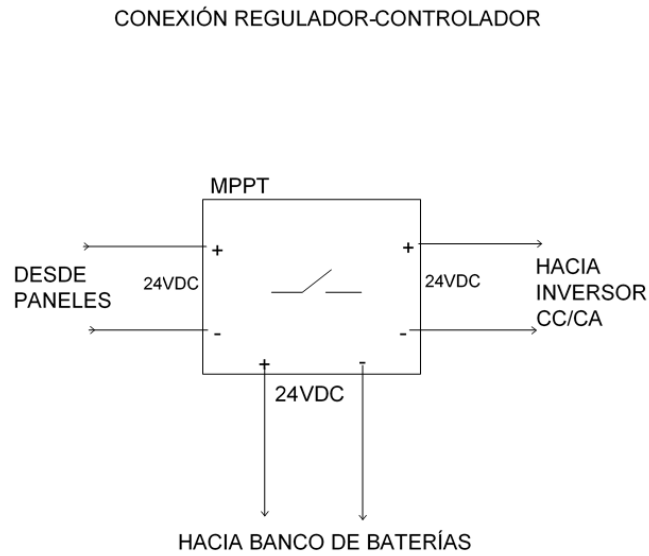 CONEXIÓN REGULADOR-CONTROLADOR
MPPT
+
+
DESDE
PANELES
24VDC
24VDC
HACIA
INVERSOR
CC/CA
-
-
+
-
24VDC
HACIA BANCO DE BATERÍAS